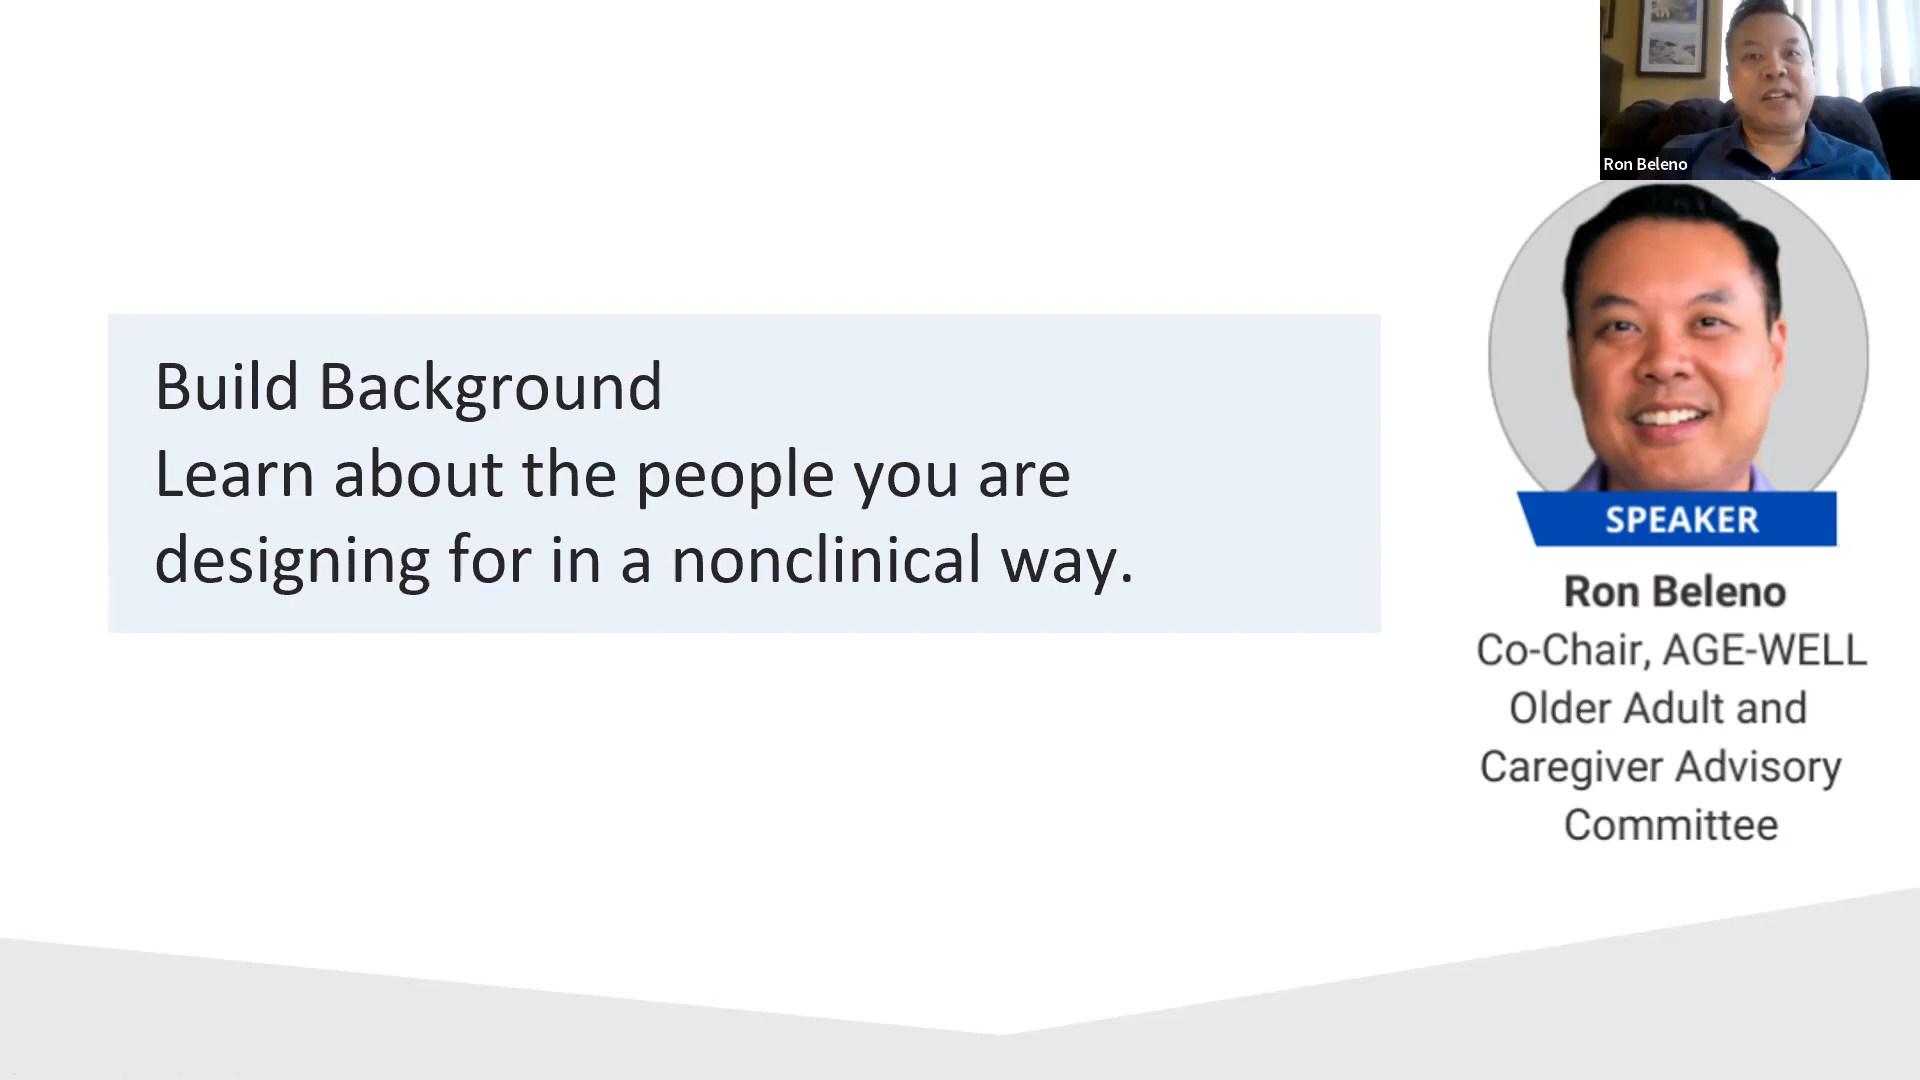 Ron Beleno
Build Background
Learn about the people you are
designing for in a nonclinical way.
SPEAKER
Ron Beleno
Co-Chair, AGE-WELL
Older Adult and
Caregiver Advisory
Committee